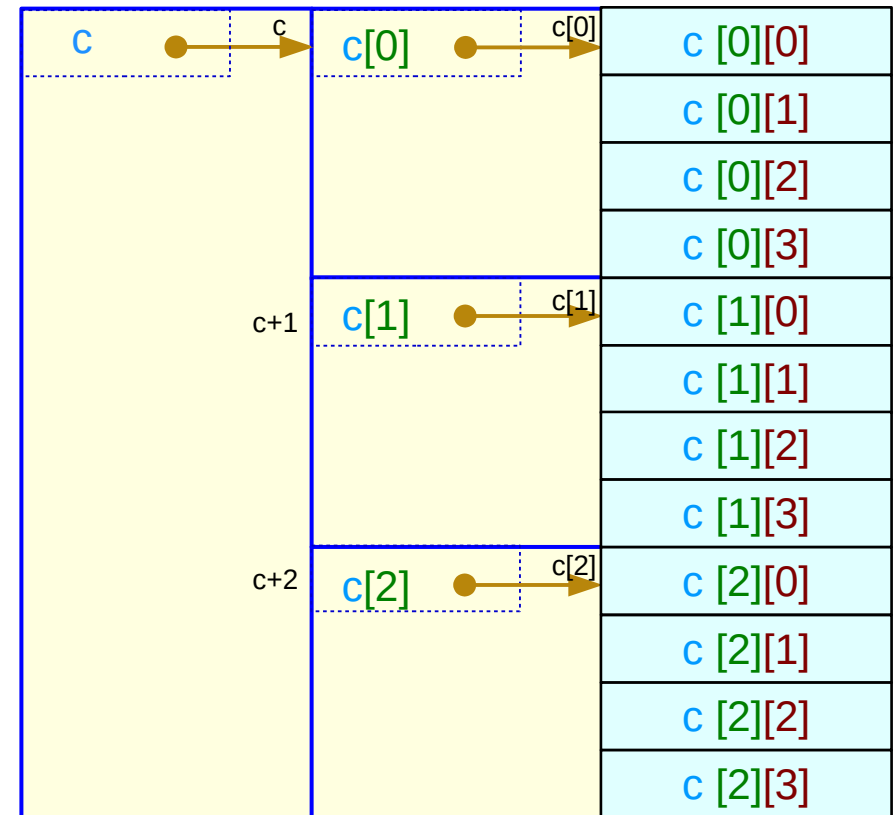 c c c[0] c[0] c [0][0]
c [0][1]
c [0][2]
c [0][3]
c+1 c[1] c[1] c [1][0]
c [1][1]
c [1][2]
c [1][3]
c+2 c[2] c[2] c [2][0]
c [2][1]
c [2][2]
c [2][3]